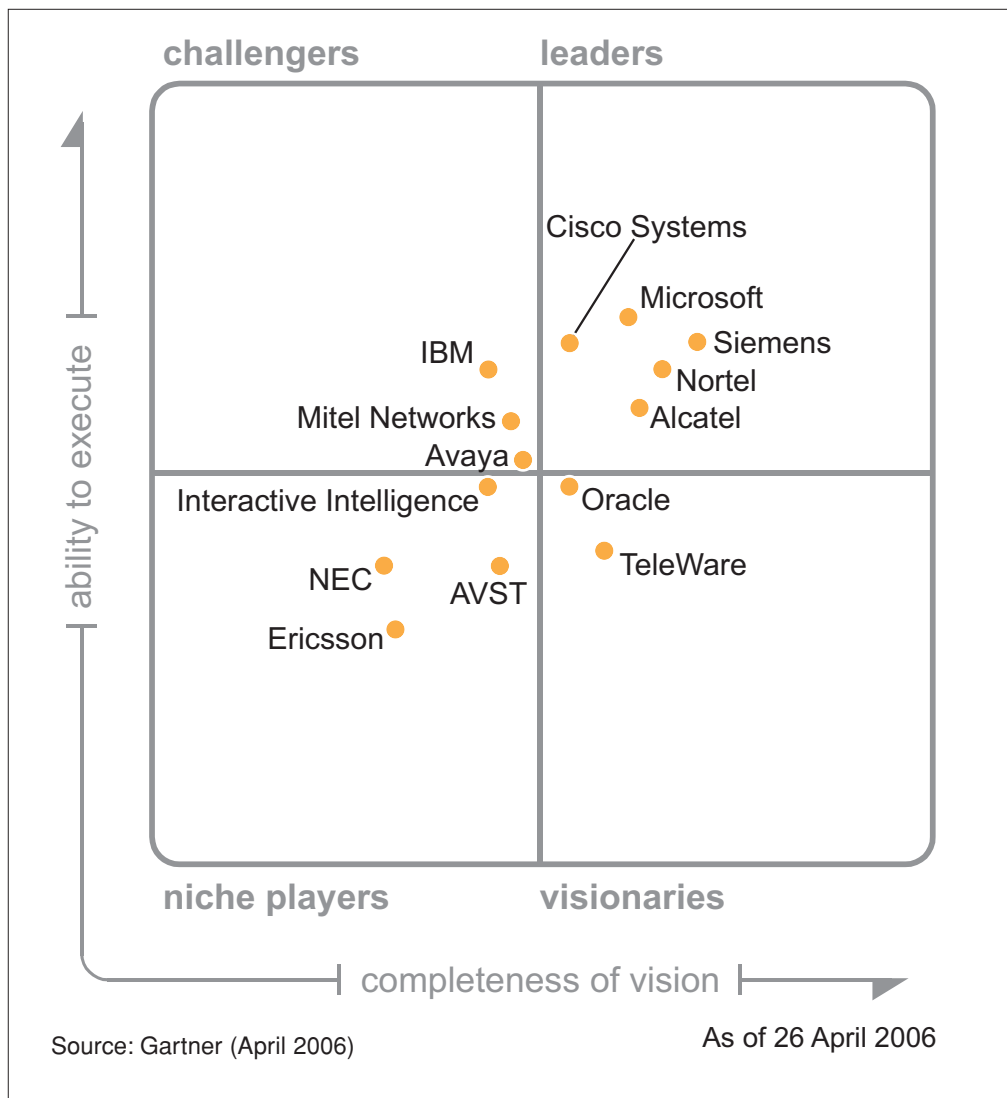 challengers
leaders
Cisco Systems
Microsoft
Siemens
IBM
Nortel
Mitel Networks
Alcatel
Avaya
Interactive Intelligence
Oracle
NEC
AVST
TeleWare
Ericsson
ability to execute
niche players
visionaries
completeness of vision
Source: Gartner (April 2006)
As of 26 April 2006